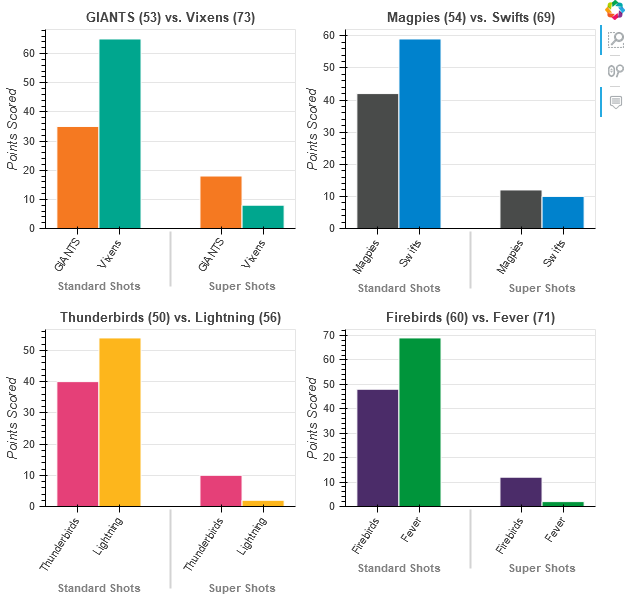 GIANTS (53) vs. Vixens (73)
Points Scored
60
50
40
30
20
10
0
GIANTS
Vixens
GIANTS
Vixens
Standard Shots
Super Shots
Magpies (54) vs. Swifts (69)
Points Scored
60
50
40
30
20
10
0
Magpies
Swifts
Magpies
Swifts
Standard Shots
Super Shots
Thunderbirds (50) vs. Lightning (56)
Points Scored
50
40
30
20
10
0
Thunderbirds
Lightning
Thunderbirds
Lightning
Standard Shots
Super Shots
Firebirds (60) vs. Fever (71)
Points Scored
70
60
50
40
30
20
10
0
Firebirds
Fever
Firebirds
Fever
Standard Shots
Super Shots